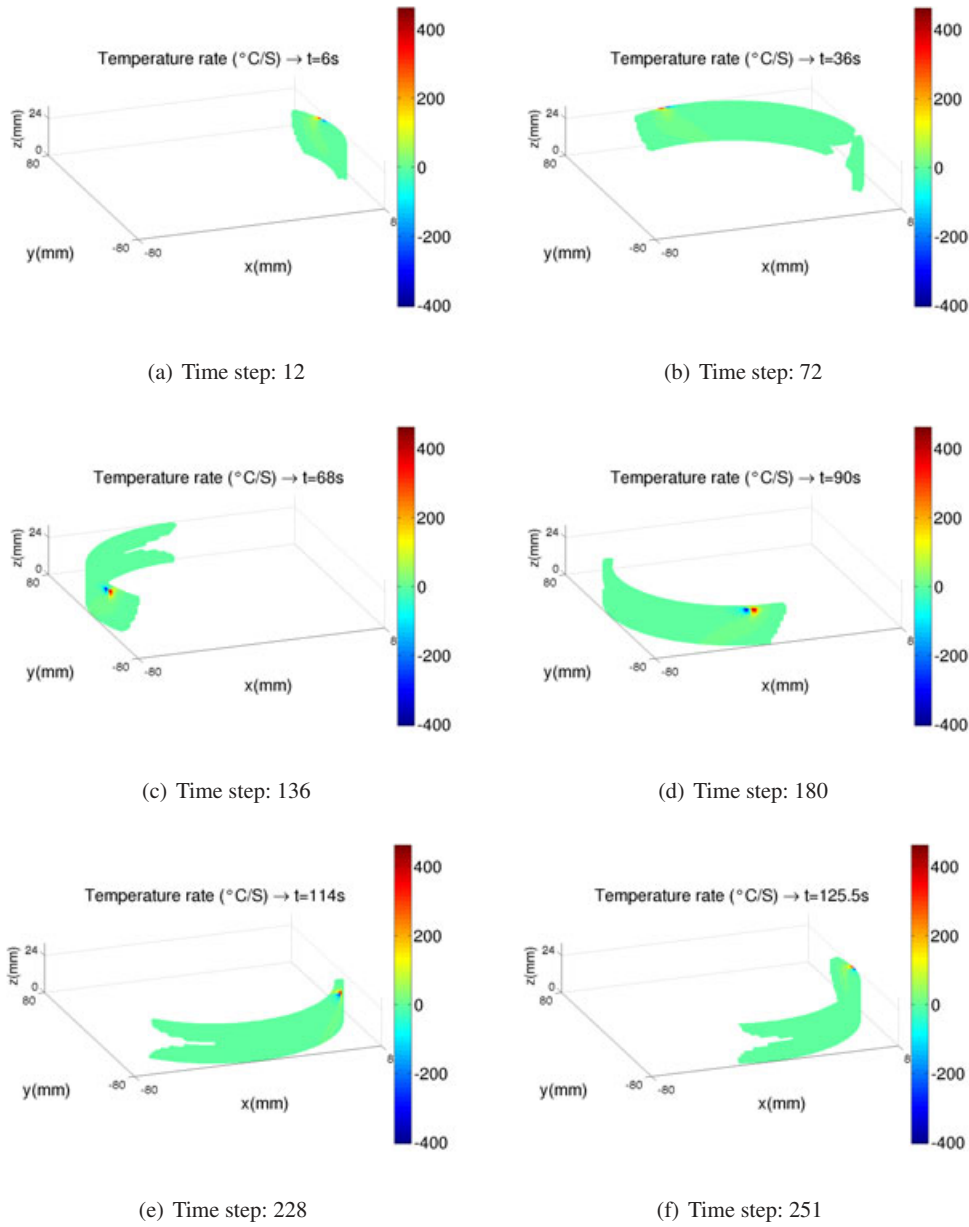 Temperature rate (°C/S) → t=6s
z(mm)
24
0
80
y(mm)
-80
-80
x(mm)
8
400
200
0
-200
-400
(a) Time step: 12
Temperature rate (°C/S) → t=36s
z(mm)
24
0
80
y(mm)
-80
-80
x(mm)
8
400
200
0
-200
-400
(b) Time step: 72
Temperature rate (°C/S) → t=68s
z(mm)
24
0
80
y(mm)
-80
-80
x(mm)
8
400
200
0
-200
-400
(c) Time step: 136
Temperature rate (°C/S) → t=90s
z(mm)
24
0
80
y(mm)
-80
-80
x(mm)
8
400
200
0
-200
-400
(d) Time step: 180
Temperature rate (°C/S) → t=114s
z(mm)
24
0
80
y(mm)
-80
-80
x(mm)
8
400
200
0
-200
-400
(e) Time step: 228
Temperature rate (°C/S) → t=125.5s
z(mm)
24
0
80
y(mm)
-80
-80
x(mm)
8
400
200
0
-200
-400
(f) Time step: 251